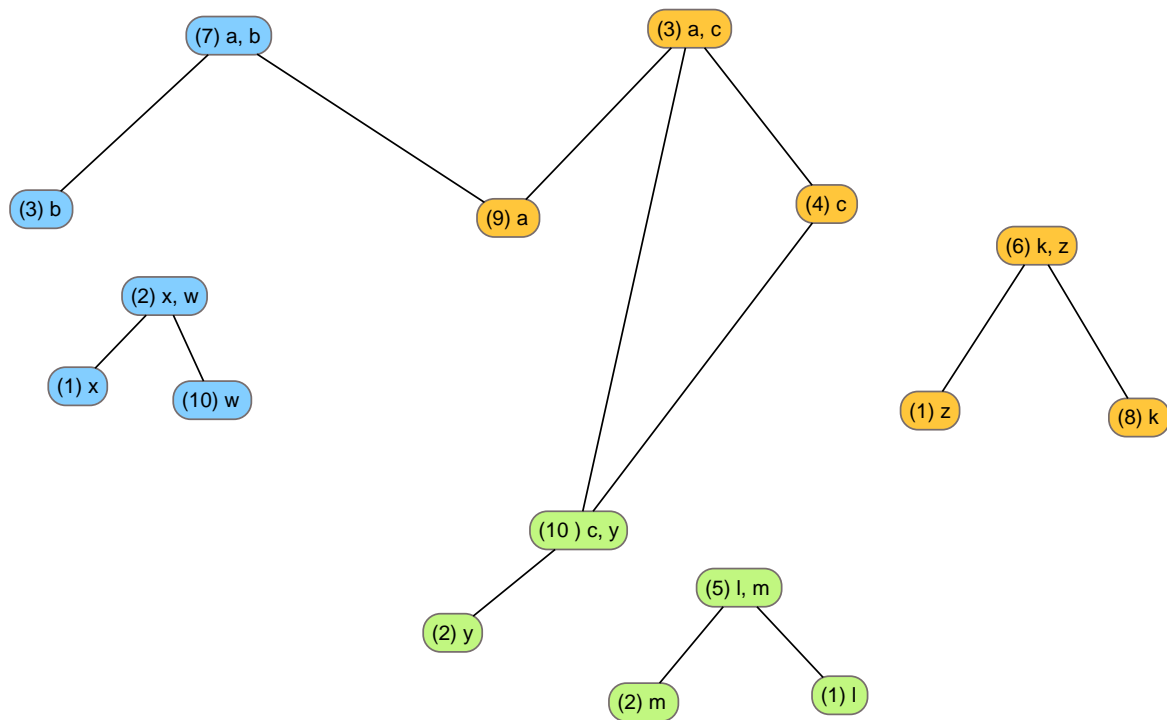 (7) a, b
(3) a, c
(3) b
(9) a
(4) c
(6) k, z
(2) x, w
(1) x
(10) w
(1) z
(8) k
(10 ) c, y
(5) l, m
(2) y
(2) m
(1) l